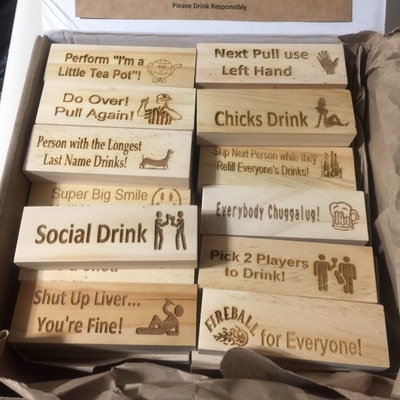 Please Drink Responsibly
Perform "I'm a
Little Tea Pot"!
Do Over!
Pull Again!
Person with the Longest
Last Name Drinks!
Super Big Smile
Social Drink
Shut Up Liver...
You're Fine!
Next Pull use
Left Hand
Chicks Drink
Skip Next Person while they
Refill Everyone's Drinks!
Everybody Chuggalug!
Pick 2 Players
to Drink!
FIREBALL
for Everyone!